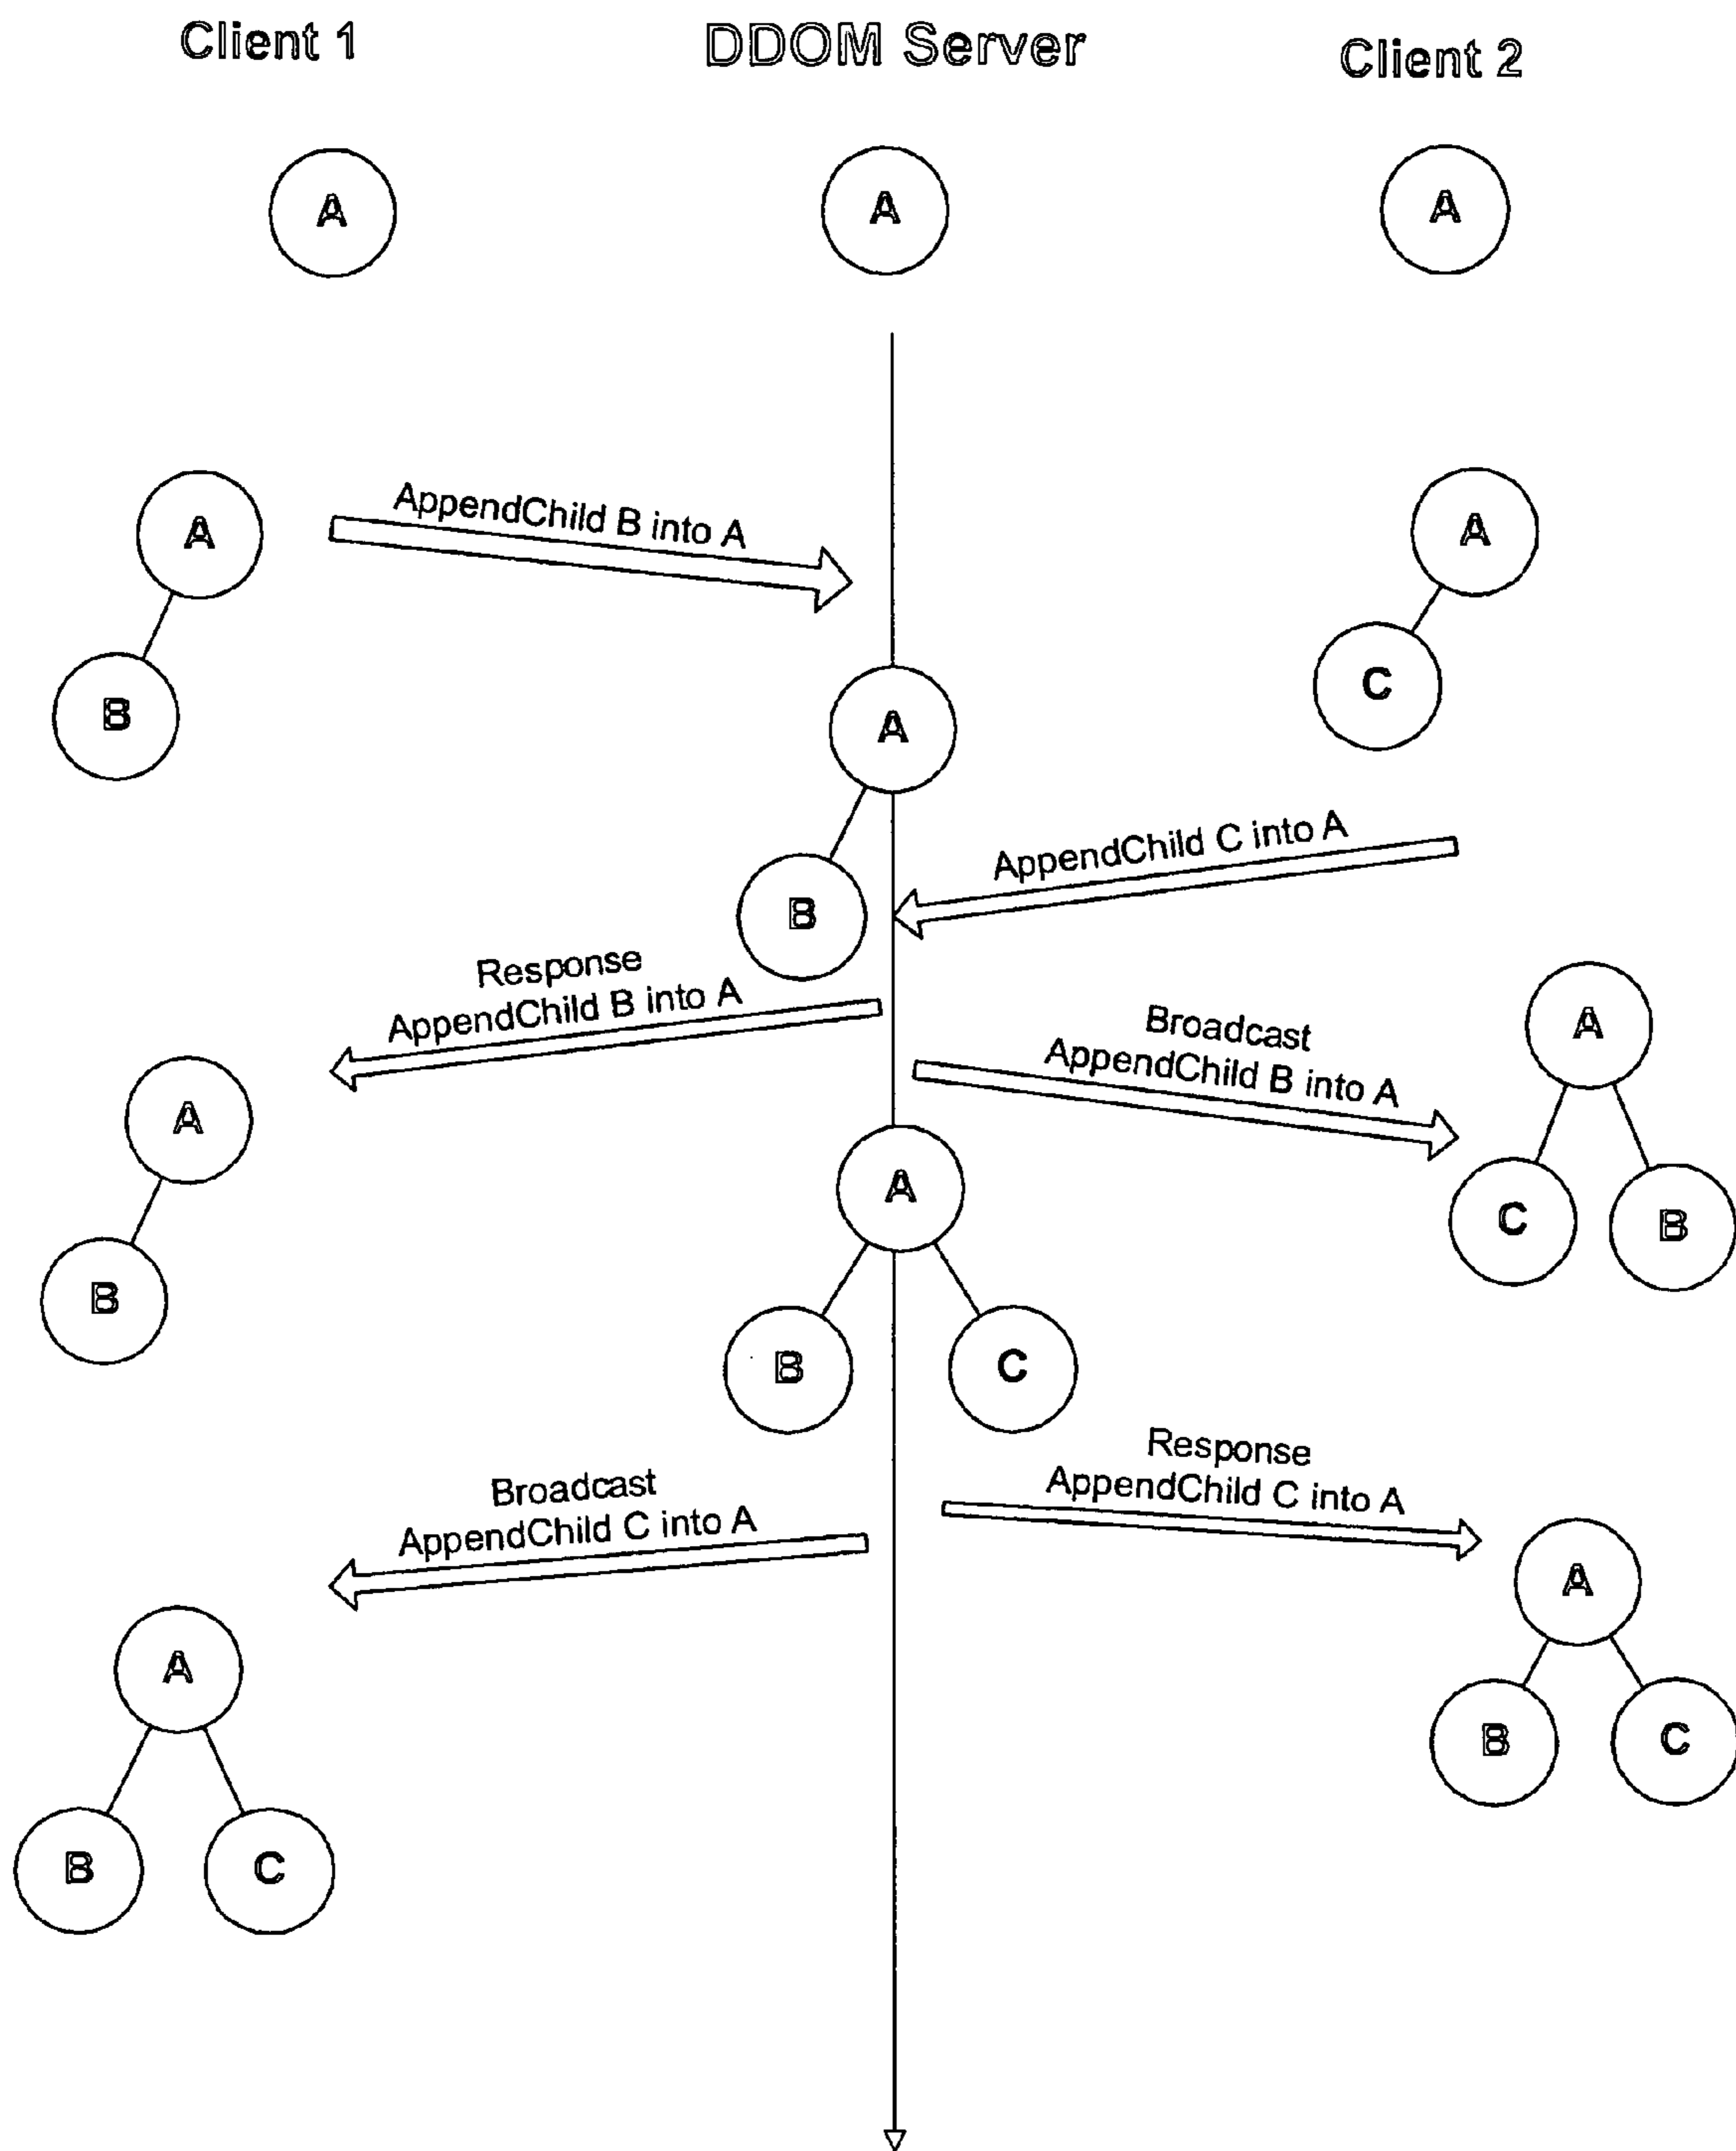 Client 1
DDOM Server
Client 2
A
A
A
AppendChild B into A
A
A
B
C
A
B
AppendChild C into A
Response
AppendChild B into A
Broadcast
AppendChild B into A
A
C
B
A
B
A
B
C
Response
AppendChild C into A
Broadcast
AppendChild C into A
A
B
C
A
B
C